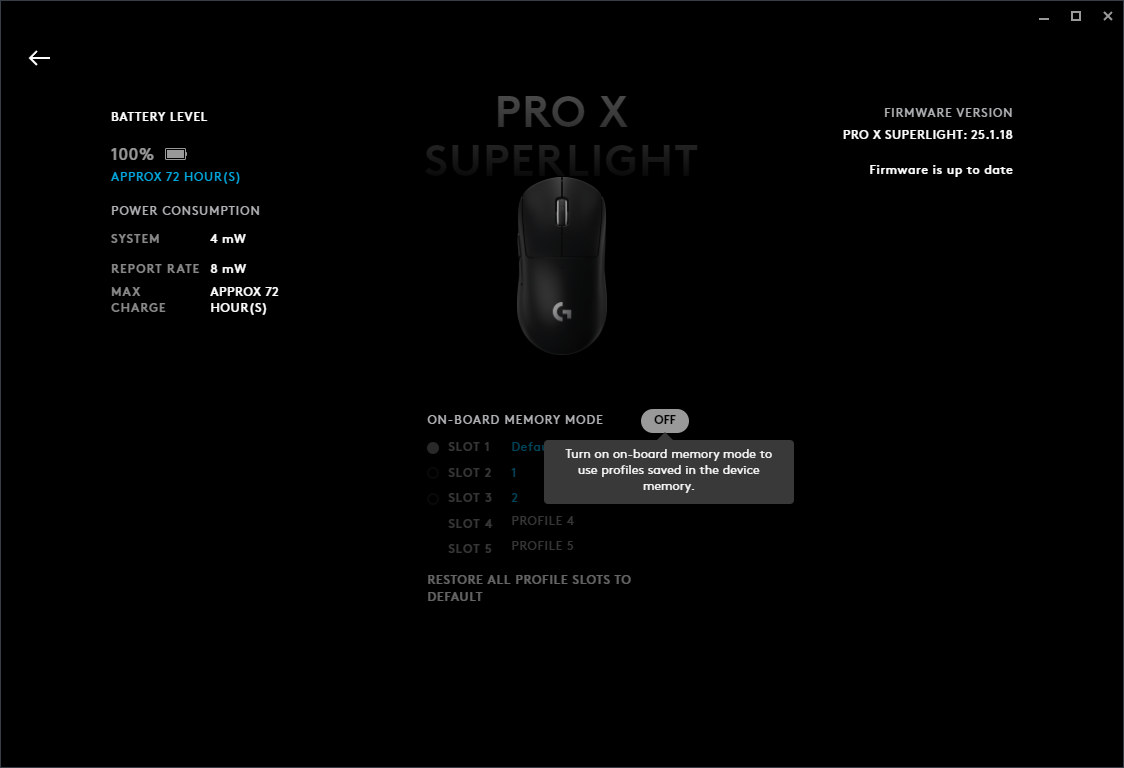 BATTERY LEVEL
100%
APPROX 72 HOUR(S)
POWER CONSUMPTION
SYSTEM 4 mW
REPORT RATE 8 mW
MAX CHARGE APPROX 72 HOUR(S)
PRO X
SUPERLIGHT
FIRMWARE VERSION
PRO X SUPERLIGHT: 25.1.18
Firmware is up to date
ON-BOARD MEMORY MODE OFF
Turn on on-board memory mode to
use profiles saved in the device
memory.
SLOT 1
SLOT 2 1
SLOT 3 2
SLOT 4 PROFILE 4
SLOT 5 PROFILE 5
RESTORE ALL PROFILE SLOTS TO
DEFAULT